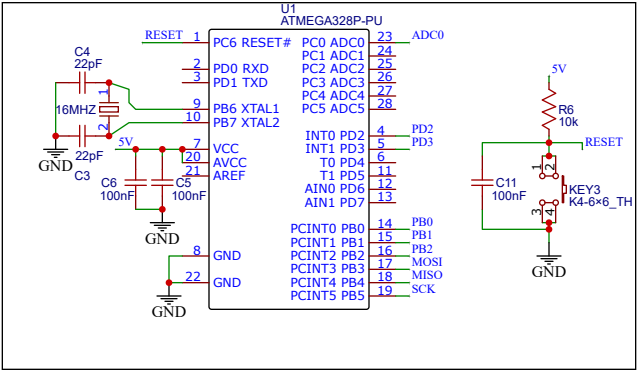 U1
ATMEGA328P-PU
RESET 1 PC6 RESET# PC0 ADC0 23 ADC0
PC1 ADC1 24
2 PD0 RXD PC2 ADC2 25
3 PD1 TXD PC3 ADC3 26
PC4 ADC4 27
9 PB6 XTAL1 PC5 ADC5 28
10 PB7 XTAL2
INT0 PD2 4 PD2
5V 7 VCC INT1 PD3 5 PD3
20 AVCC T0 PD4 6
21 AREF T1 PD5 11
AIN0 PD6 12
AIN1 PD7 13
PCINT0 PB0 14 PB0
PCINT1 PB1 15 PB1
8 GND PCINT2 PB2 16 PB2
PCINT3 PB3 17 MOSI
22 GND PCINT4 PB4 18 MISO
PCINT5 PB5 19 SCK
C4
22pF
1
16MHZ
2
22pF
C3
GND
C6
100nF
C5
100nF
GND
GND
5V
R6
10k
RESET
C11
100nF
1 2
KEY3
K4-6×6_TH
3 4
GND